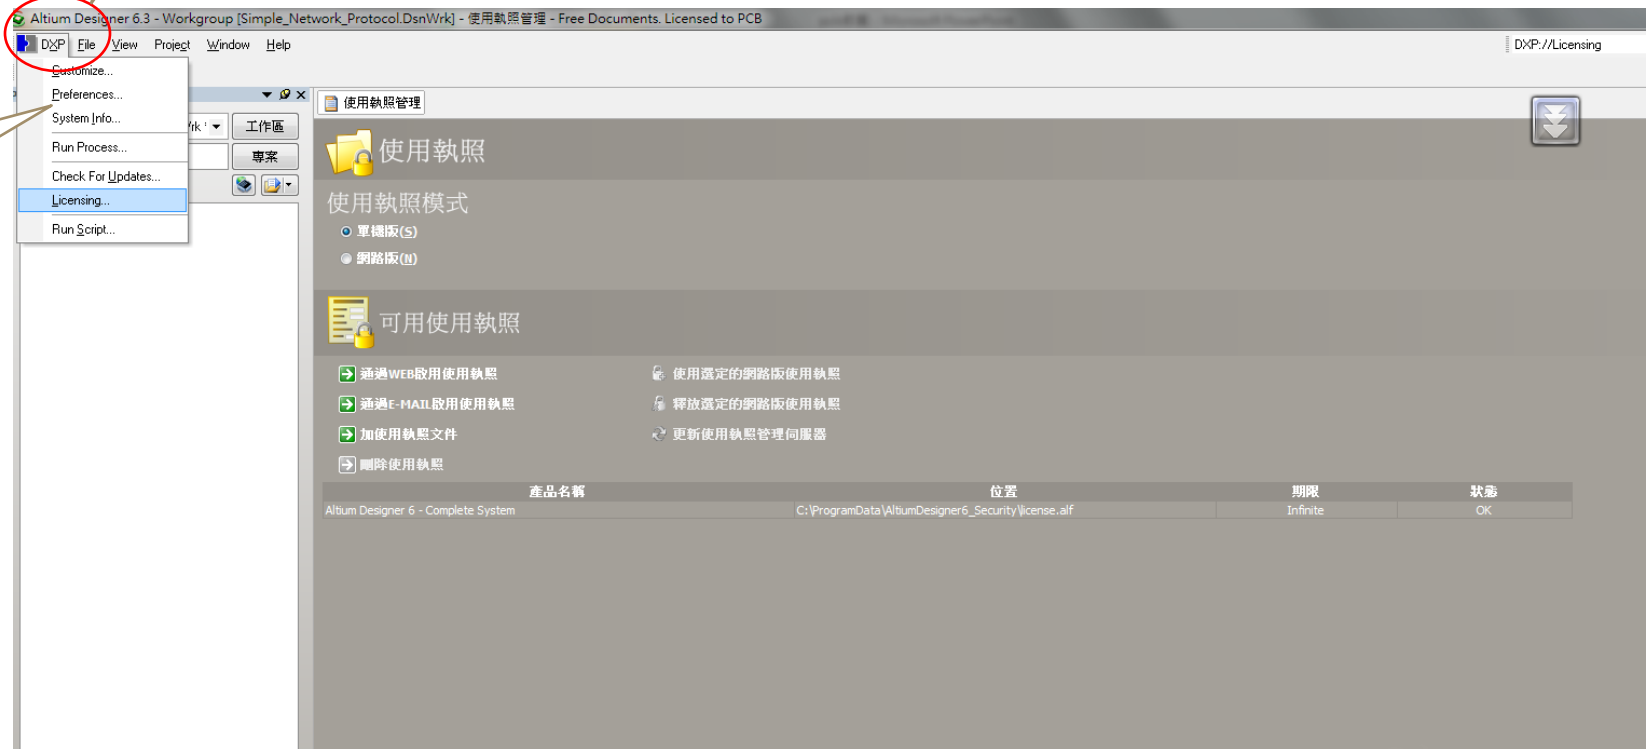 Altium Designer 6.3 - Workgroup [Simple_Network_Protocol.DsnWrk] - 使用執照管理 - Free Documents. Licensed to PCB
DXP File View Project Window Help
DXP://Licensing
Customize...
Preferences...
System Info...
Run Process...
Check For Updates...
Licensing...
Run Script...
工作區
專案
使用執照管理
使用執照
使用執照模式
單機版(S)
網路版(N)
可用使用執照
通過WEB啟用使用執照
使用選定的網路版使用執照
通過E-MAIL啟用使用執照
釋放選定的網路版使用執照
加使用執照文件
更新使用執照管理伺服器
刪除使用執照
產品名稱 位置 期限 狀態
Altium Designer 6 - Complete System C:\ProgramData\AltiumDesigner6_Security\license.alf Infinite OK